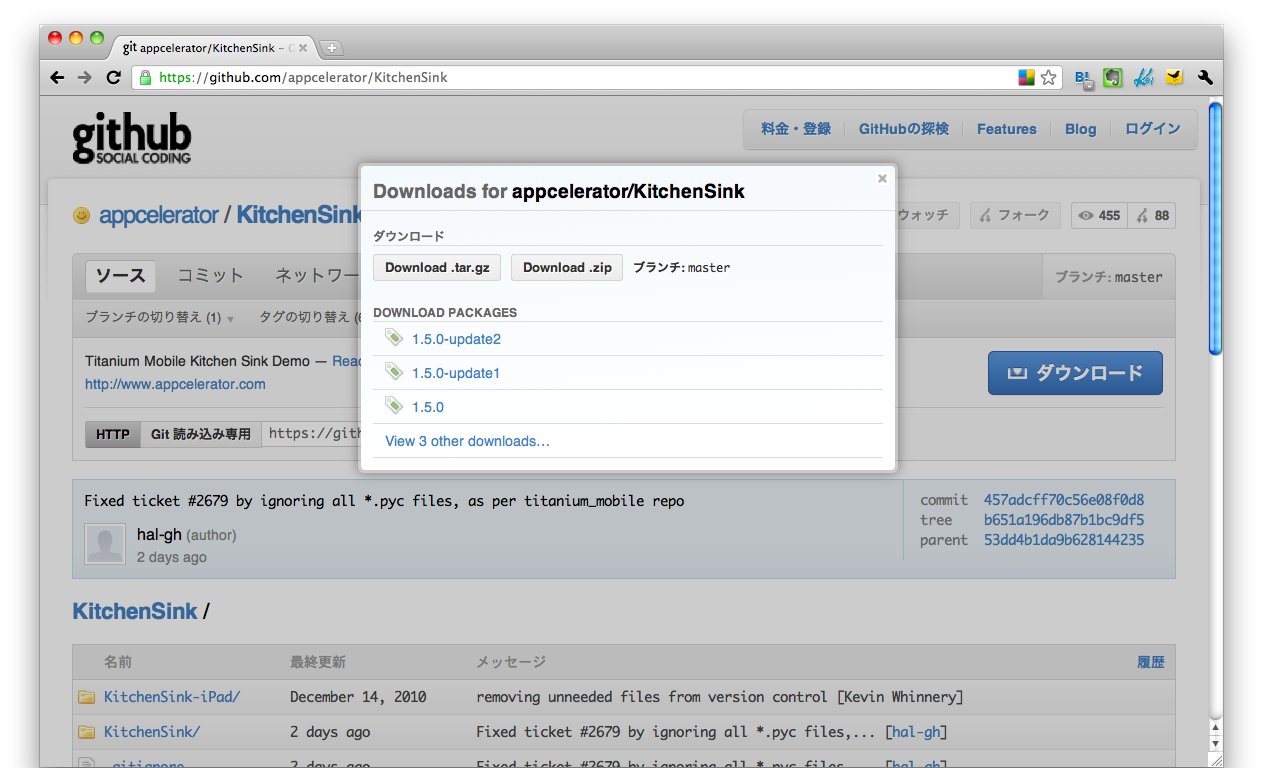 git appcelerator/KitchenSink –
https://github.com/appcelerator/KitchenSink
B!
github
SOCIAL CODING
料金・登録
GitHubの探検
Features
Blog
ログイン
appcelerator / KitchenSink
ウォッチ
フォーク
455
88
Downloads for appcelerator/KitchenSink
ダウンロード
Download .tar.gz
Download .zip
ブランチ: master
DOWNLOAD PACKAGES
1.5.0-update2
1.5.0-update1
1.5.0
View 3 other downloads…
ソース
コミット
ネットワー
ブランチ: master
ブランチの切り替え (1)
タグの切り替え (
Titanium Mobile Kitchen Sink Demo — Read
http://www.appcelerator.com
ダウンロード
HTTP
Git 読み込み専用
https://gith
Fixed ticket #2679 by ignoring all *.pyc files, as per titanium_mobile repo
hal-gh (author)
2 days ago
commit 457adcff70c56e08f0d8
tree b651a196db87b1bc9df5
parent 53dd4b1da9b628144235
KitchenSink /
名前
最終更新
メッセージ
履歴
KitchenSink-iPad/
December 14, 2010
removing unneeded files from version control [Kevin Whinnery]
KitchenSink/
2 days ago
Fixed ticket #2679 by ignoring all *.pyc files,... [hal-gh]
.gitignore
2 days ago
Fixed ticket #2679 by ignoring all *.pyc files,... [hal-gh]